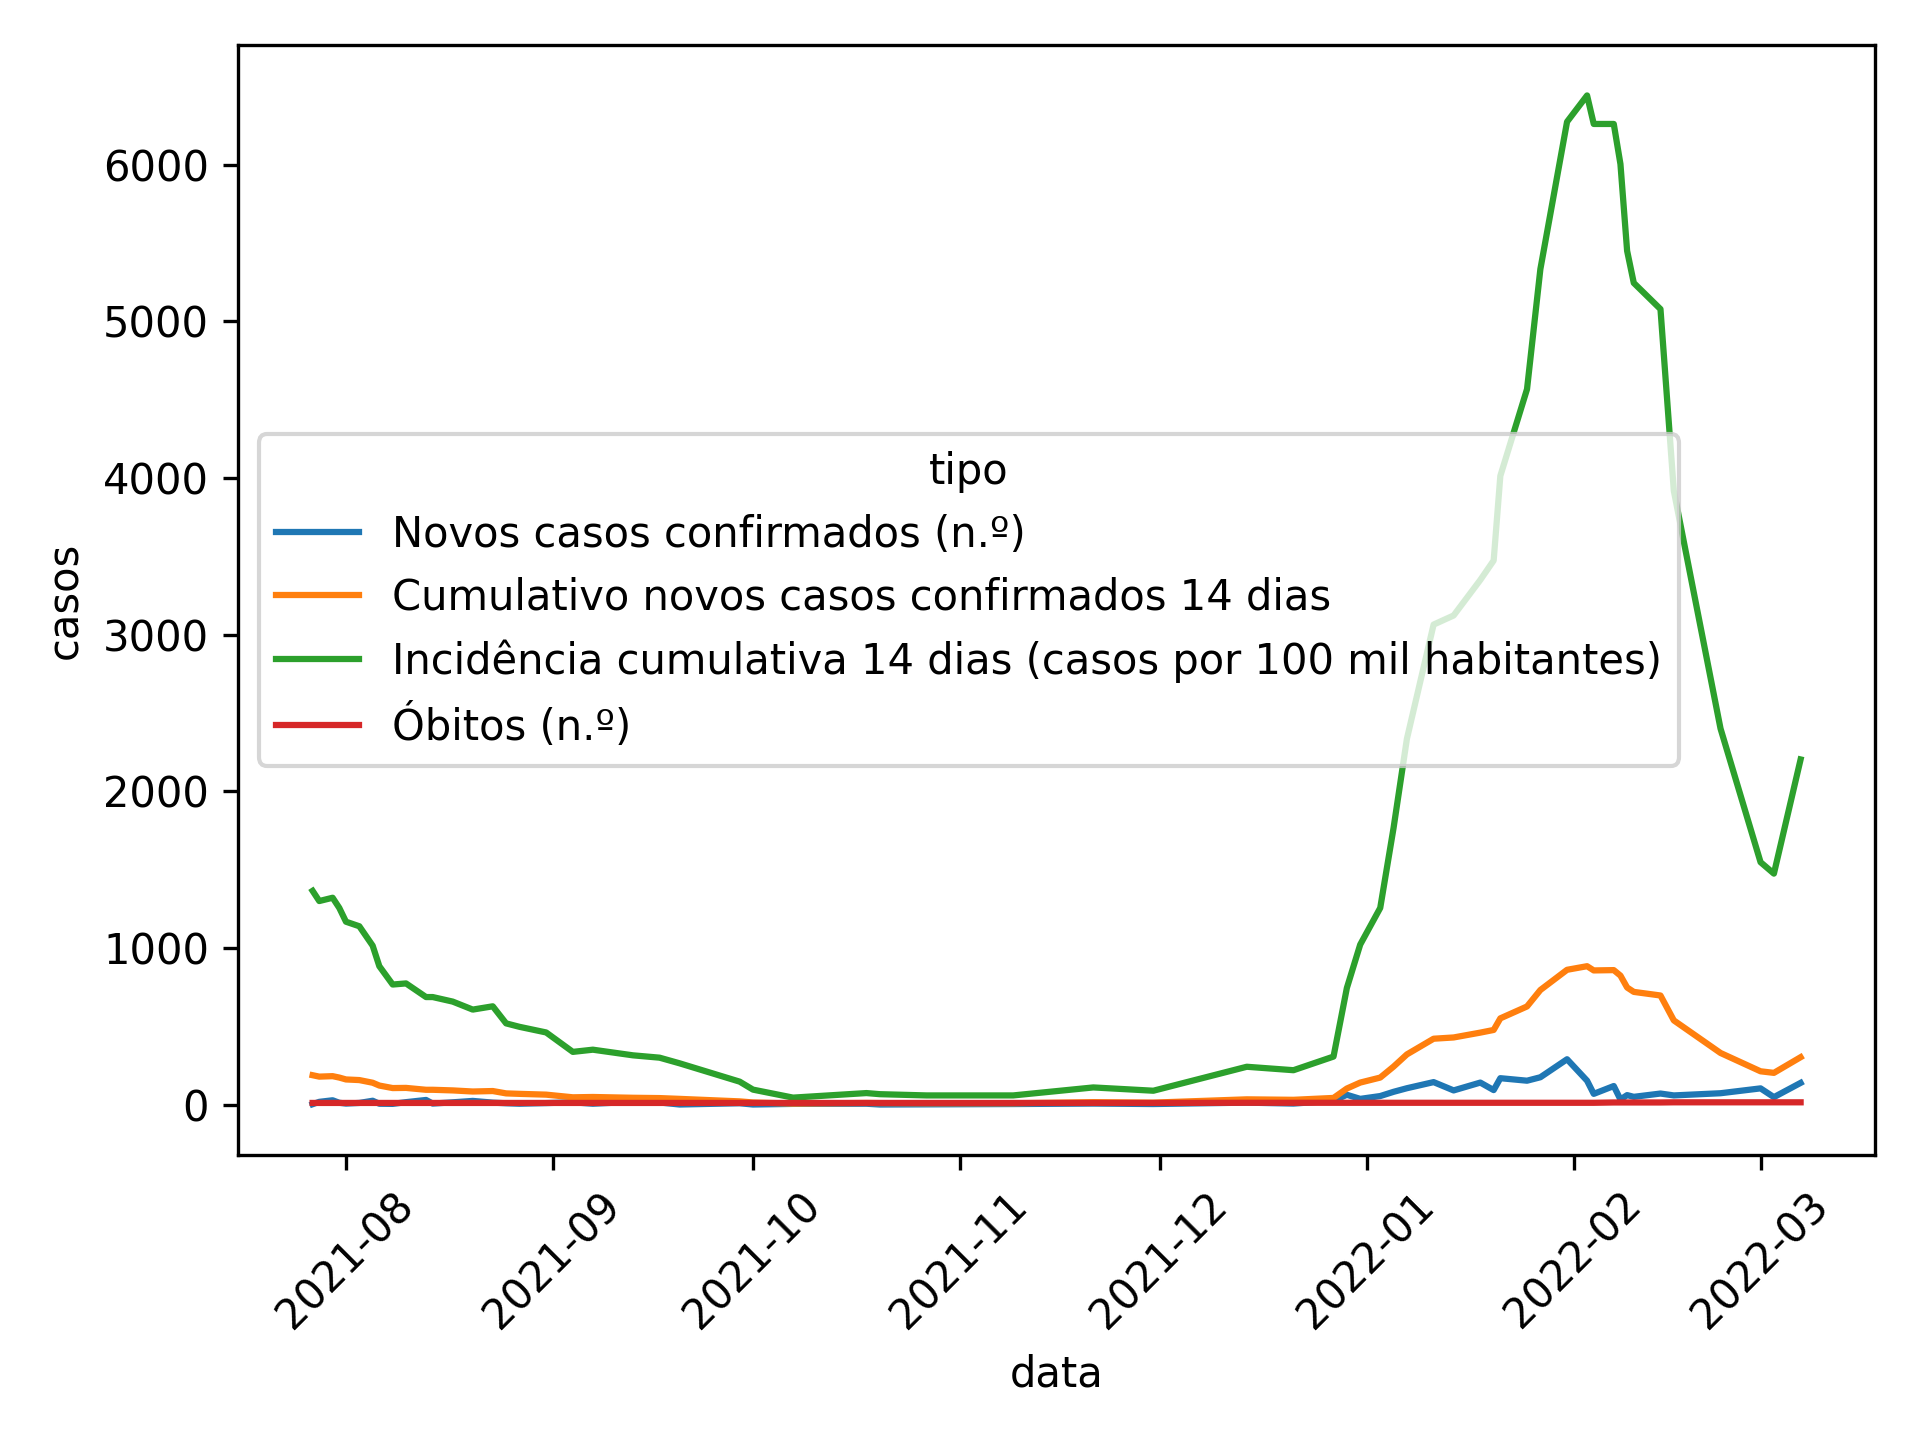 6000
5000
4000
3000
2000
1000
0
casos
tipo
Novos casos confirmados (n.º)
Cumulativo novos casos confirmados 14 dias
Incidência cumulativa 14 dias (casos por 100 mil habitantes)
Óbitos (n.º)
2021-08
2021-09
2021-10
2021-11
2021-12
2022-01
2022-02
2022-03
data